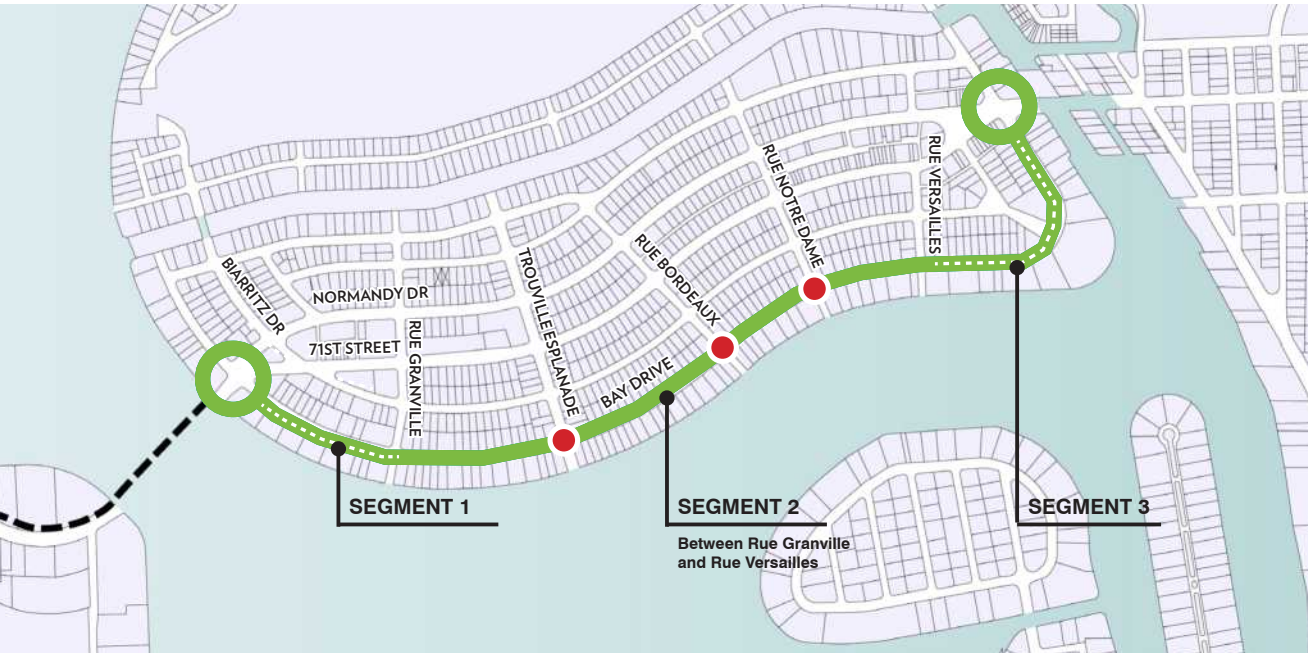 RUE VERSAILLES
RUE NOTRE DAME
RUE BORDEAUX
TROUVILLE ESPLANADE
BIARRITZ DR
NORMANDY DR
71ST STREET
RUE GRANVILLE
BAY DRIVE
SEGMENT 1
SEGMENT 2
Between Rue Granville
and Rue Versailles
SEGMENT 3